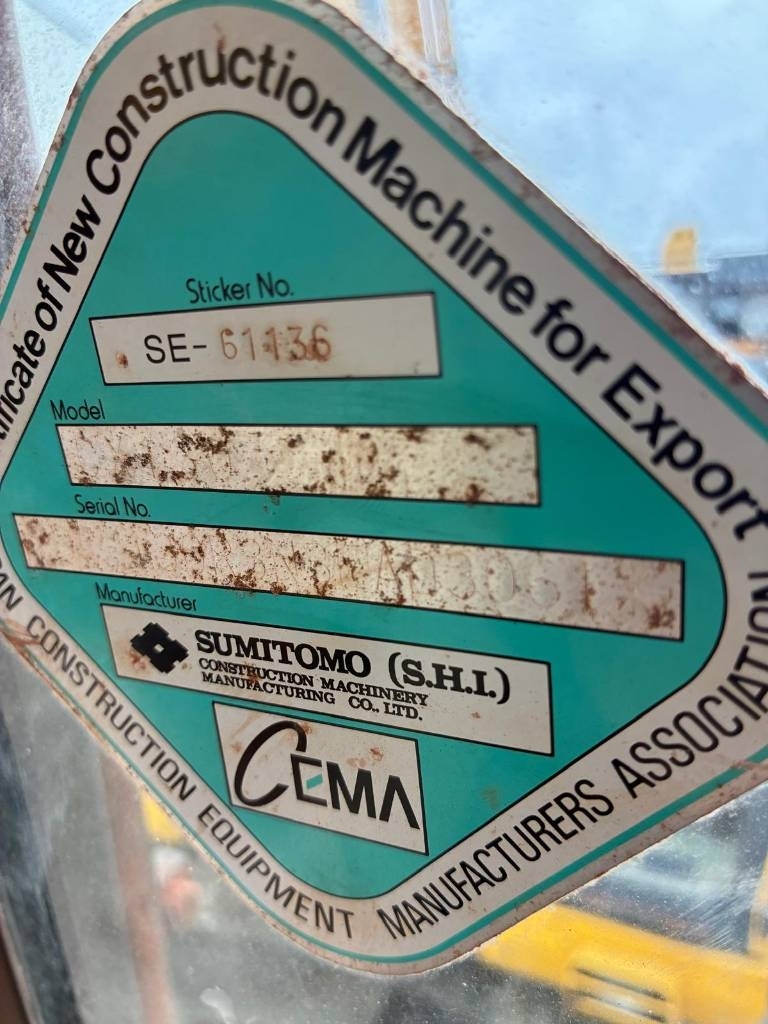 tificate of New Construction Machine for Export
Sticker No.
SE- 61136
Model
Serial No.
Manufacturer
SUMITOMO (S.H.I.)
CONSTRUCTION MACHINERY
MANUFACTURING CO., LTD.
CEMA
AN CONSTRUCTION EQUIPMENT MANUFACTURERS ASSOCIATION